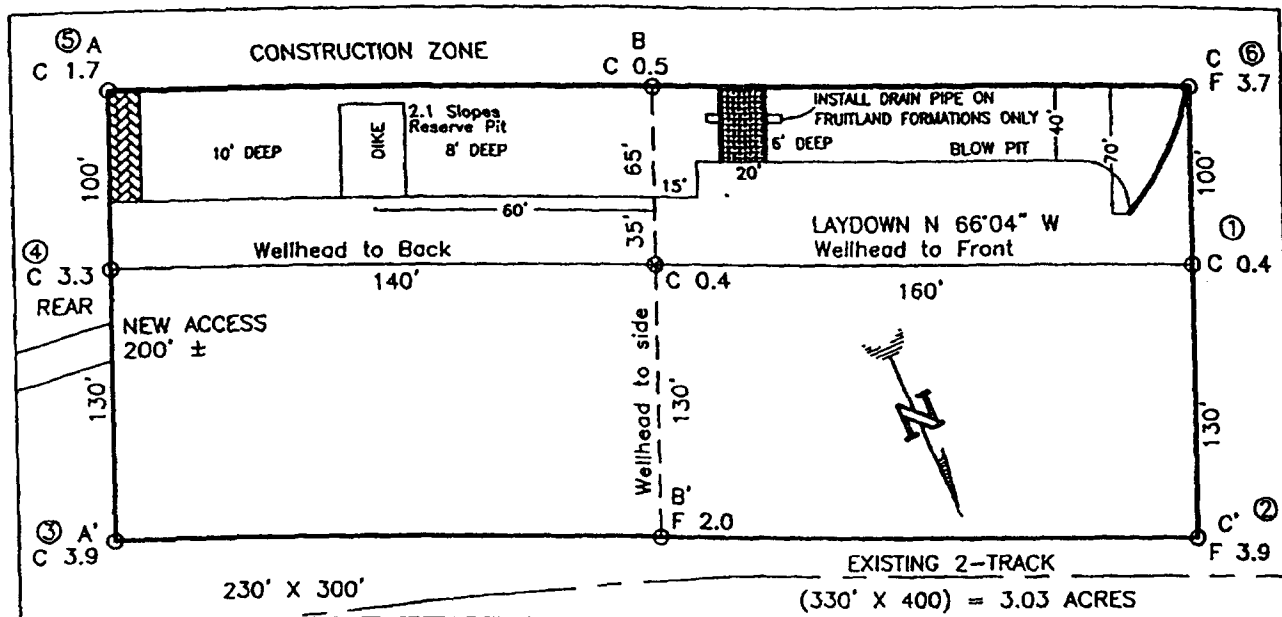 ⑤ A
C 1.7
CONSTRUCTION ZONE
B
C 0.5
C ⑥
F 3.7
10' DEEP
DIKE
2.1 Slopes
Reserve Pit
8' DEEP
INSTALL DRAIN PIPE ON
FRUITLAND FORMATIONS ONLY
6' DEEP
BLOW PIT
40'
70'
100'
100'
65'
15'
20'
60'
35'
LAYDOWN N 66°04" W
Wellhead to Front
①
④
C 3.3
REAR
Wellhead to Back
140'
C 0.4
160'
C 0.4
NEW ACCESS
200' ±
130'
Wellhead to side
130'
N
130'
③ A'
C 3.9
B'
F 2.0
C' ②
F 3.9
EXISTING 2-TRACK
230' X 300'
(330' X 400) = 3.03 ACRES